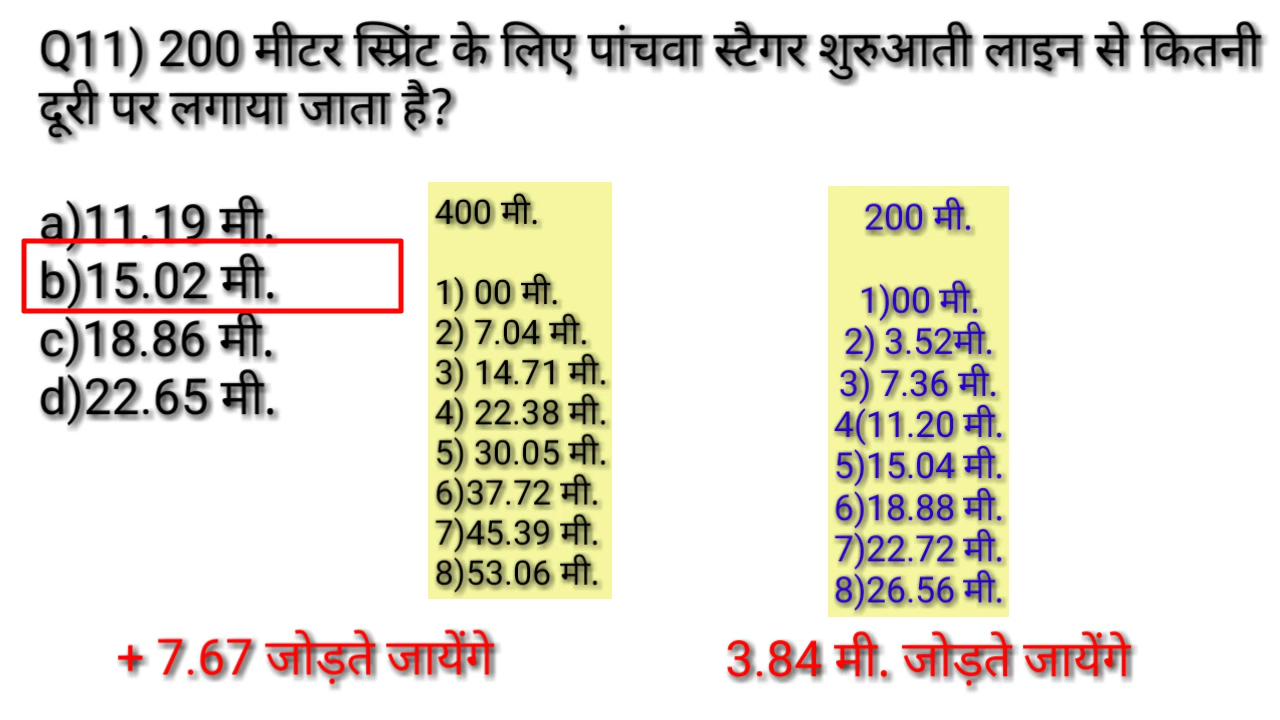 Q11) 200 मीटर स्प्रिंट के लिए पांचवा स्टैगर शुरुआती लाइन से कितनी
दूरी पर लगाया जाता है?
a)11.19 मी.
b)15.02 मी.
c)18.86 मी.
d)22.65 मी.
400 मी.
1) 00 मी.
2) 7.04 मी.
3) 14.71 मी.
4) 22.38 मी.
5) 30.05 मी.
6)37.72 मी.
7)45.39 मी.
8)53.06 मी.
+ 7.67 जोड़ते जायेंगे
200 मी.
1)00 मी.
2) 3.52मी.
3) 7.36 मी.
4(11.20 मी.
5)15.04 मी.
6)18.88 मी.
7)22.72 मी.
8)26.56 मी.
3.84 मी. जोड़ते जायेंगे